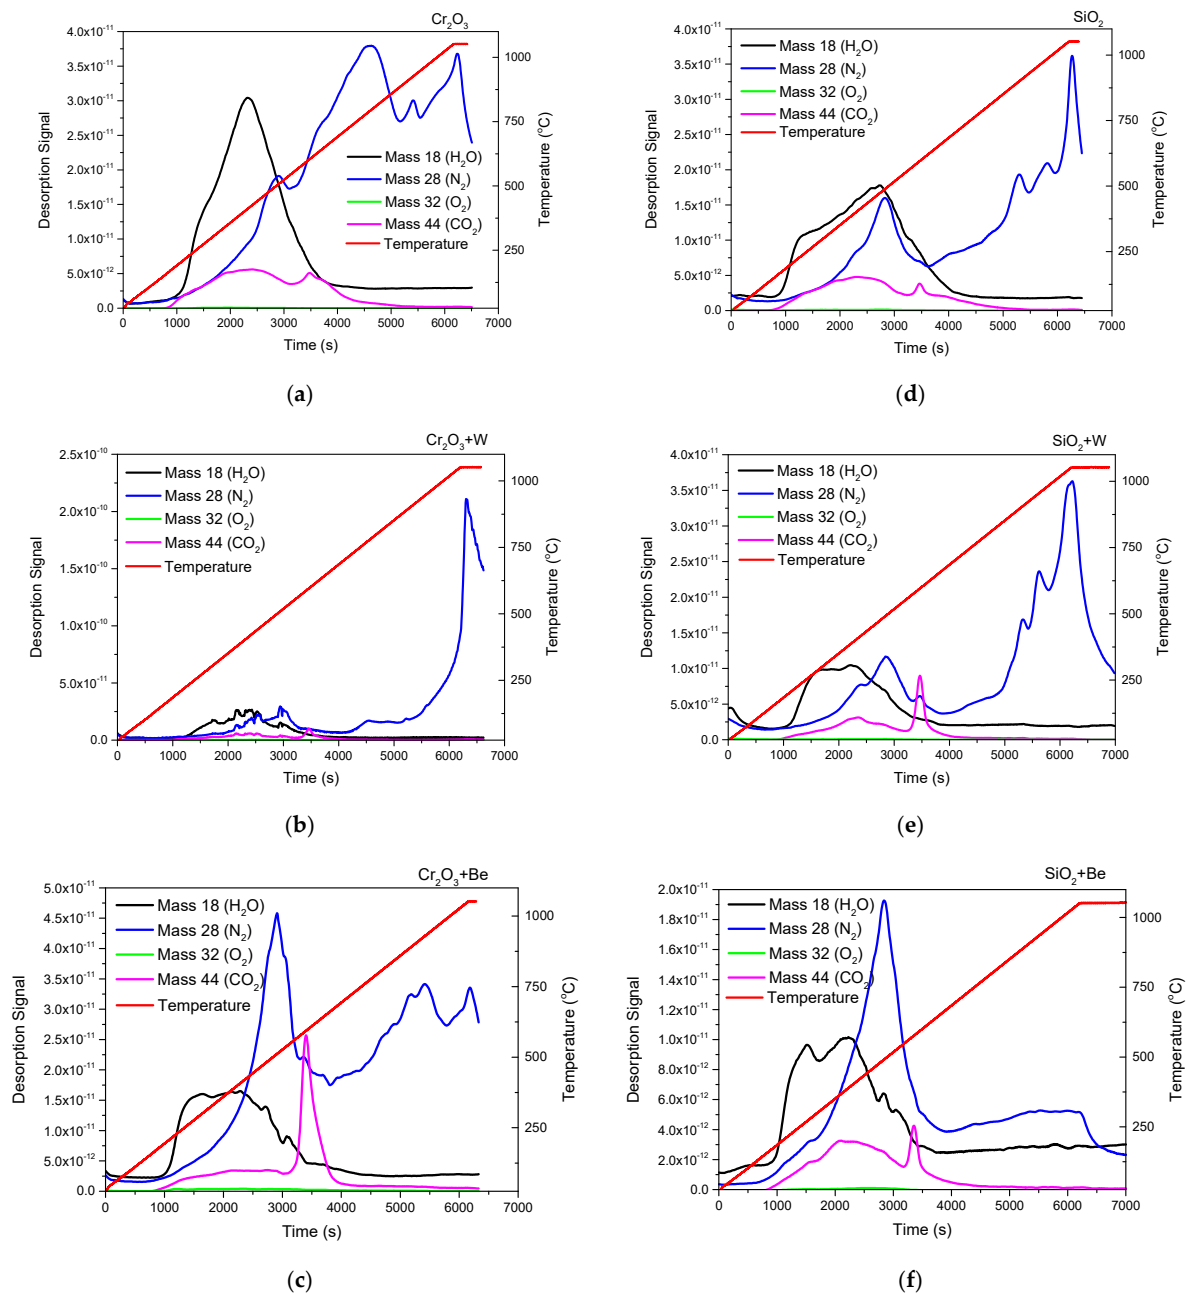 Cr₂O₃
4.0x10⁻¹¹
3.5x10⁻¹¹
3.0x10⁻¹¹
2.5x10⁻¹¹
2.0x10⁻¹¹
1.5x10⁻¹¹
1.0x10⁻¹¹
5.0x10⁻¹²
0.0
Desorption Signal
Mass 18 (H₂O)
Mass 28 (N₂)
Mass 32 (O₂)
Mass 44 (CO₂)
Temperature
1000
750
500
250
Temperature (°C)
0 1000 2000 3000 4000 5000 6000 7000
Time (s)
(a)
SiO₂
4.0x10⁻¹¹
3.5x10⁻¹¹
3.0x10⁻¹¹
2.5x10⁻¹¹
2.0x10⁻¹¹
1.5x10⁻¹¹
1.0x10⁻¹¹
5.0x10⁻¹²
0.0
Desorption Signal
Mass 18 (H₂O)
Mass 28 (N₂)
Mass 32 (O₂)
Mass 44 (CO₂)
Temperature
1000
750
500
250
Temperature (°C)
0 1000 2000 3000 4000 5000 6000 7000
Time (s)
(d)
Cr₂O₃+W
2.5x10⁻¹⁰
2.0x10⁻¹⁰
1.5x10⁻¹⁰
1.0x10⁻¹⁰
5.0x10⁻¹¹
0.0
Desorption Signal
Mass 18 (H₂O)
Mass 28 (N₂)
Mass 32 (O₂)
Mass 44 (CO₂)
Temperature
1000
750
500
250
Temperature (°C)
0 1000 2000 3000 4000 5000 6000 7000
Time (s)
(b)
SiO₂+W
4.0x10⁻¹¹
3.5x10⁻¹¹
3.0x10⁻¹¹
2.5x10⁻¹¹
2.0x10⁻¹¹
1.5x10⁻¹¹
1.0x10⁻¹¹
5.0x10⁻¹²
0.0
Desorption Signal
Mass 18 (H₂O)
Mass 28 (N₂)
Mass 32 (O₂)
Mass 44 (CO₂)
Temperature
1000
750
500
250
Temperature (°C)
0 1000 2000 3000 4000 5000 6000 7000
Time (s)
(e)
Cr₂O₃+Be
5.0x10⁻¹¹
4.5x10⁻¹¹
4.0x10⁻¹¹
3.5x10⁻¹¹
3.0x10⁻¹¹
2.5x10⁻¹¹
2.0x10⁻¹¹
1.5x10⁻¹¹
1.0x10⁻¹¹
5.0x10⁻¹²
0.0
Desorption Signal
Mass 18 (H₂O)
Mass 28 (N₂)
Mass 32 (O₂)
Mass 44 (CO₂)
Temperature
1000
750
500
250
Temperature (°C)
0 1000 2000 3000 4000 5000 6000 7000
Time (s)
(c)
SiO₂+Be
2.0x10⁻¹¹
1.8x10⁻¹¹
1.6x10⁻¹¹
1.4x10⁻¹¹
1.2x10⁻¹¹
1.0x10⁻¹¹
8.0x10⁻¹²
6.0x10⁻¹²
4.0x10⁻¹²
2.0x10⁻¹²
0.0
Desorption Signal
Mass 18 (H₂O)
Mass 28 (N₂)
Mass 32 (O₂)
Mass 44 (CO₂)
Temperature
1000
750
500
250
Temperature (°C)
0 1000 2000 3000 4000 5000 6000 7000
Time (s)
(f)